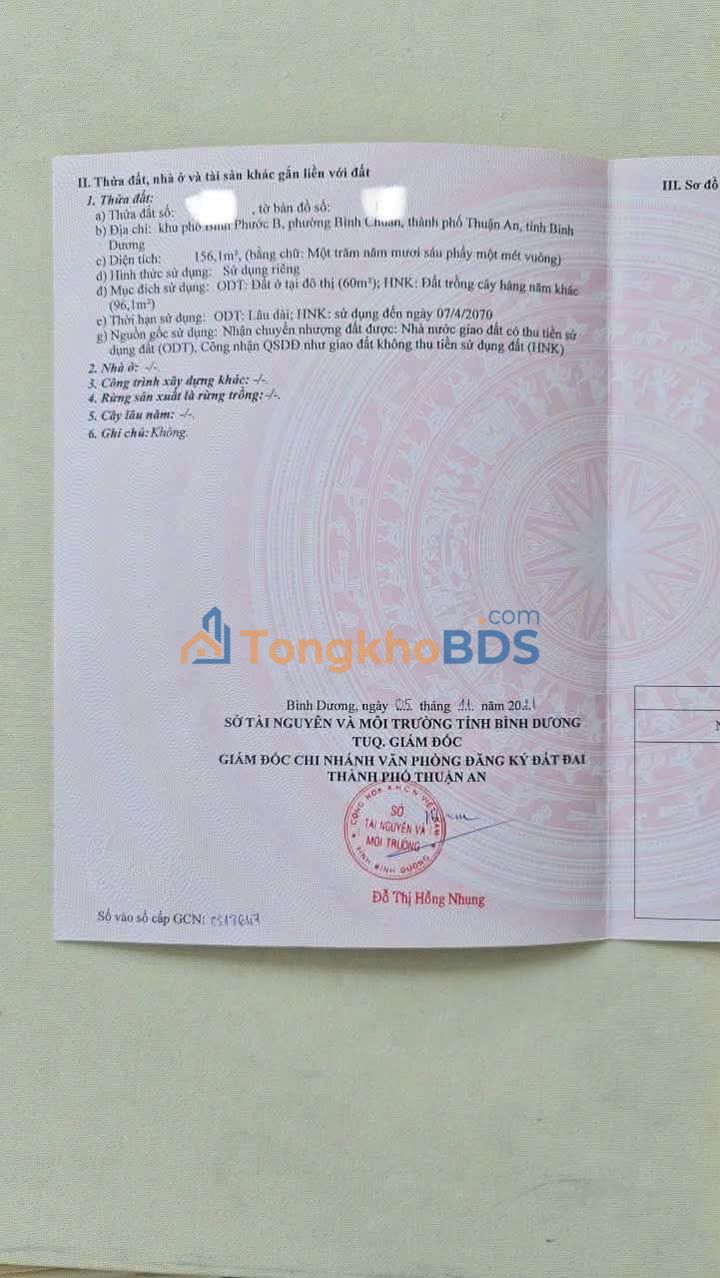 II. Thửa đất, nhà ở và tài sản khác gắn liền với đất
1. Thửa đất:
a) Thửa đất số: , tờ bản đồ số:
b) Địa chỉ: khu phố Bình Phước B, phường Bình Chuẩn, thành phố Thuận An, tỉnh Bình
Dương
c) Diện tích: 156,1m², (bằng chữ: Một trăm năm mươi sáu phẩy một mét vuông)
d) Hình thức sử dụng: Sử dụng riêng
đ) Mục đích sử dụng: ODT: Đất ở tại đô thị (60m²); HNK: Đất trồng cây hàng năm khác
(96,1m²)
e) Thời hạn sử dụng: ODT: Lâu dài; HNK: sử dụng đến ngày 07/4/2070
g) Nguồn gốc sử dụng: Nhận chuyển nhượng đất được: Nhà nước giao đất có thu tiền sử
dụng đất (ODT), Công nhận QSDĐ như giao đất không thu tiền sử dụng đất (HNK)
2. Nhà ở: -/-.
3. Công trình xây dựng khác: -/-.
4. Rừng sản xuất là rừng trồng: -/-.
5. Cây lâu năm: -/-.
6. Ghi chú: Không.
III. Sơ đồ
TongkhoBDS.com
Bình Dương, ngày 05 tháng 11 năm 2021
SỞ TÀI NGUYÊN VÀ MÔI TRƯỜNG TỈNH BÌNH DƯƠNG
TUQ. GIÁM ĐỐC
GIÁM ĐỐC CHI NHÁNH VĂN PHÒNG ĐĂNG KÝ ĐẤT ĐAI
THÀNH PHỐ THUẬN AN
CỘNG HÒA X.H.C.N VIỆT NAM
SỞ
TÀI NGUYÊN VÀ
MÔI TRƯỜNG
TỈNH BÌNH DƯƠNG
Đỗ Thị Hồng Nhung
Số vào sổ cấp GCN: